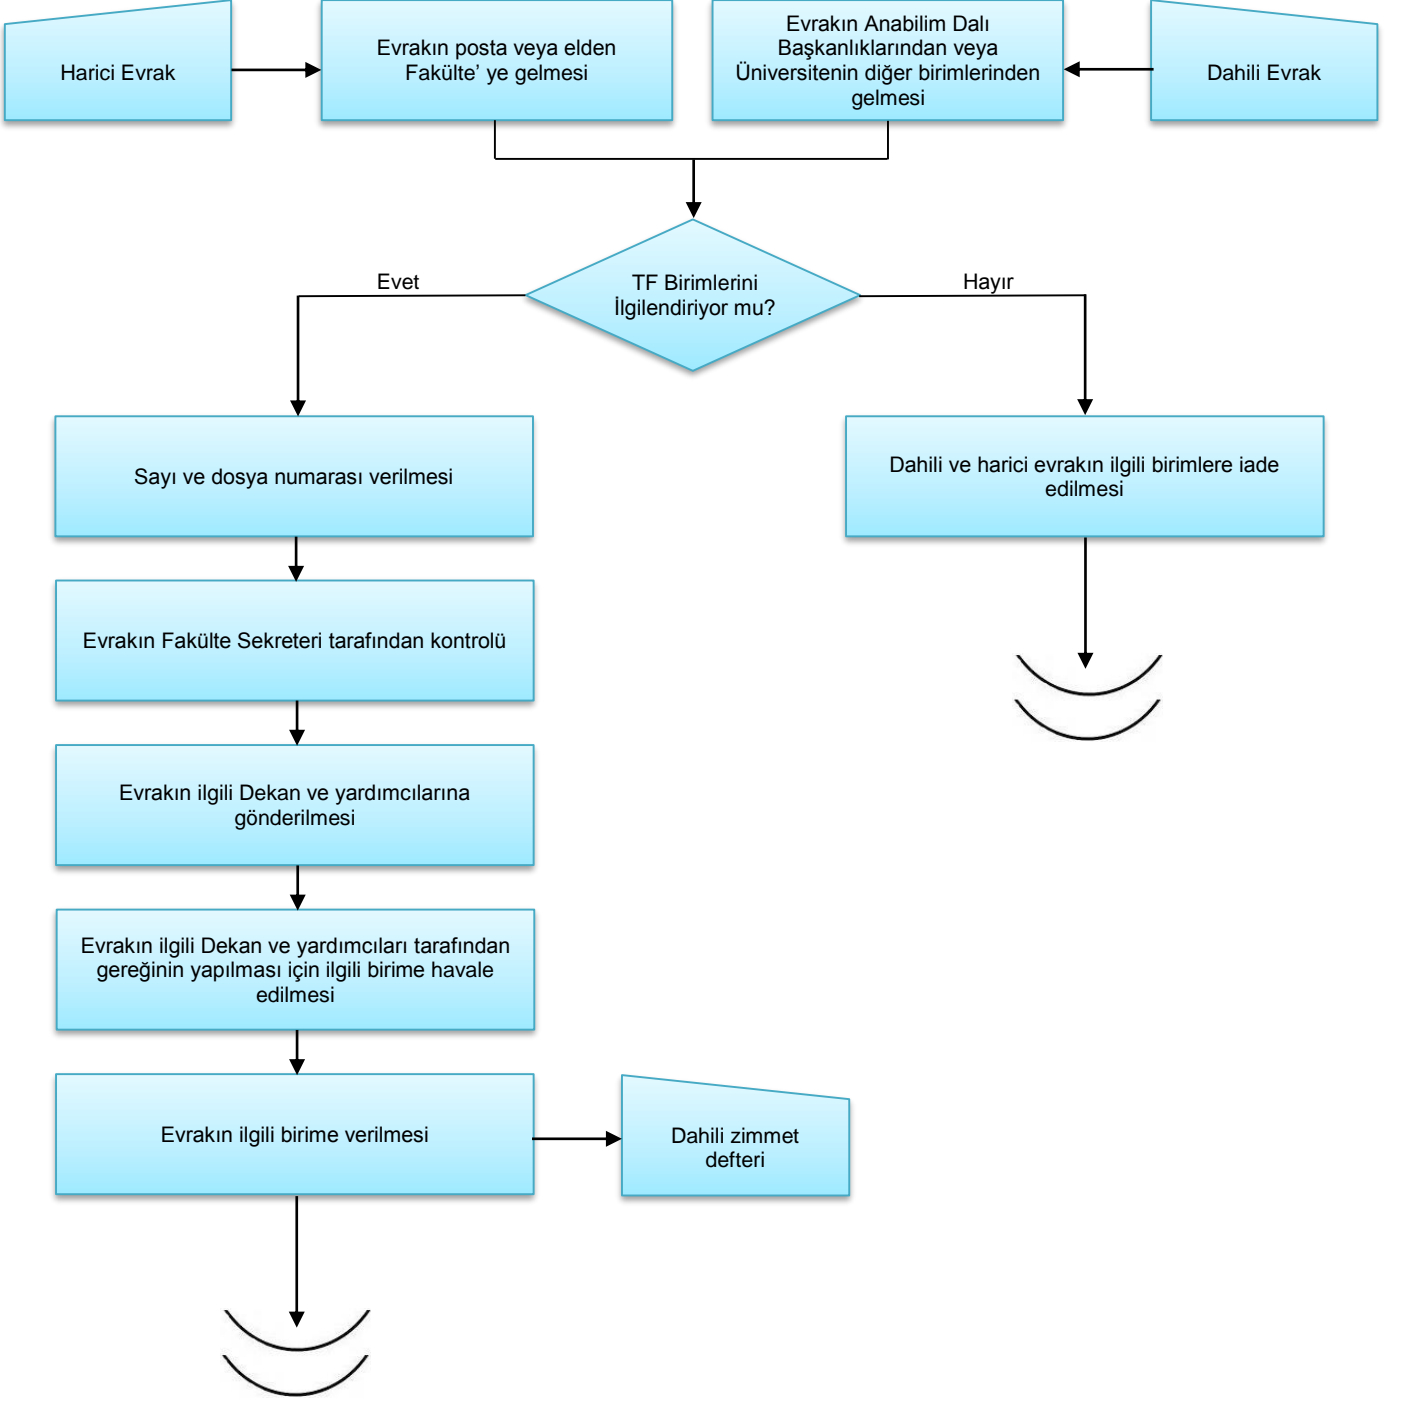 Harici Evrak
Evrakın posta veya elden
Fakülte’ ye gelmesi
Evrakın Anabilim Dalı
Başkanlıklarından veya
Üniversitenin diğer birimlerinden
gelmesi
Dahili Evrak
TF Birimlerini
İlgilendiriyor mu?
Evet
Hayır
Sayı ve dosya numarası verilmesi
Dahili ve harici evrakın ilgili birimlere iade
edilmesi
Evrakın Fakülte Sekreteri tarafından kontrolü
Evrakın ilgili Dekan ve yardımcılarına
gönderilmesi
Evrakın ilgili Dekan ve yardımcıları tarafından
gereğinin yapılması için ilgili birime havale
edilmesi
Evrakın ilgili birime verilmesi
Dahili zimmet
defteri